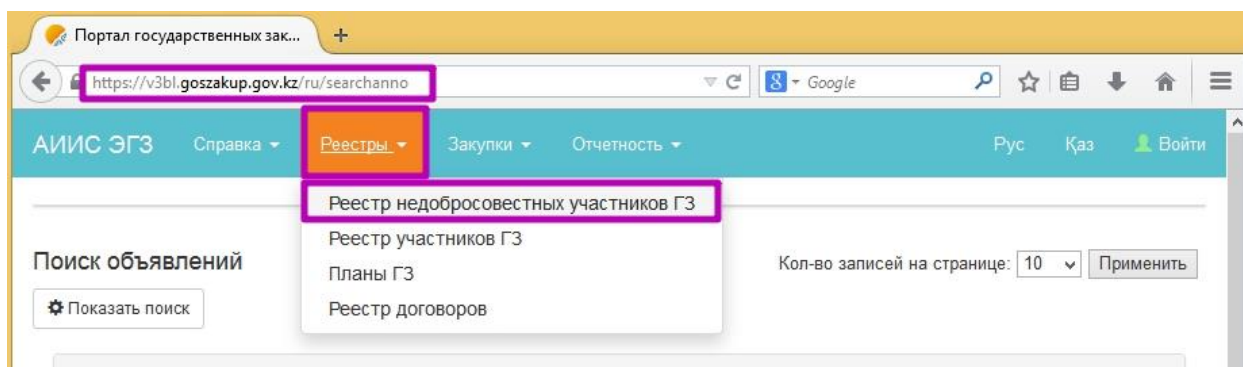 Портал государственных зак...
https://v3bl.goszakup.gov.kz/ru/searchanno
Google
АИИС ЭГЗ Справка Реестры Закупки Отчетность Рус Қаз Войти
Реестр недобросовестных участников ГЗ
Реестр участников ГЗ
Планы ГЗ
Реестр договоров
Поиск объявлений
Кол-во записей на странице: 10 Применить
Показать поиск